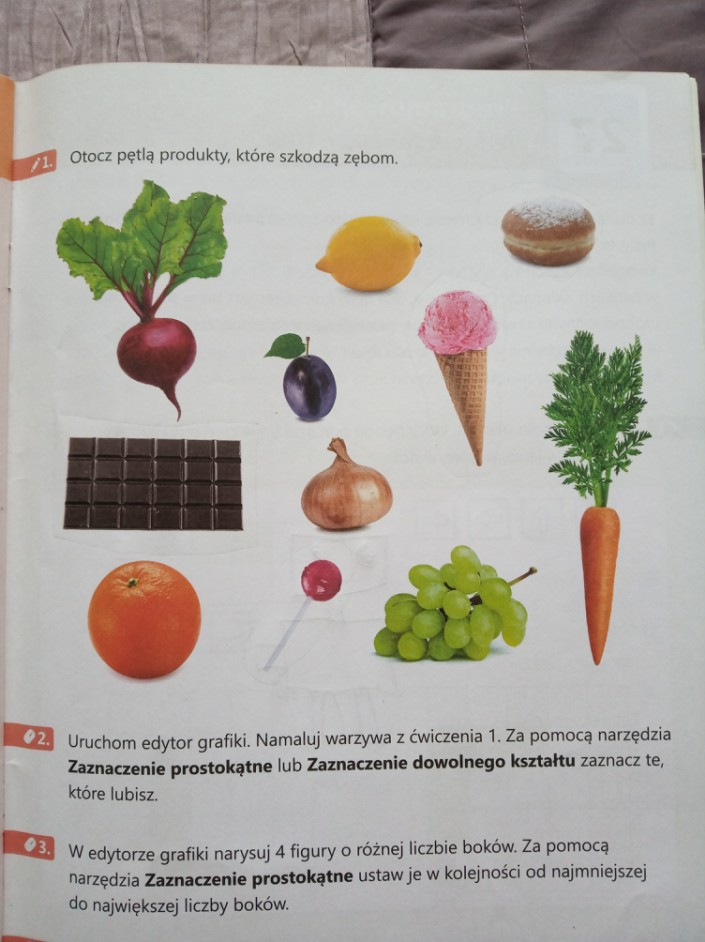 1. Otocz pętlą produkty, które szkodzą zębom.
2. Uruchom edytor grafiki. Namaluj warzywa z ćwiczenia 1. Za pomocą narzędzia
Zaznaczenie prostokątne lub Zaznaczenie dowolnego kształtu zaznacz te,
które lubisz.
3. W edytorze grafiki narysuj 4 figury o różnej liczbie boków. Za pomocą
narzędzia Zaznaczenie prostokątne ustaw je w kolejności od najmniejszej
do największej liczby boków.